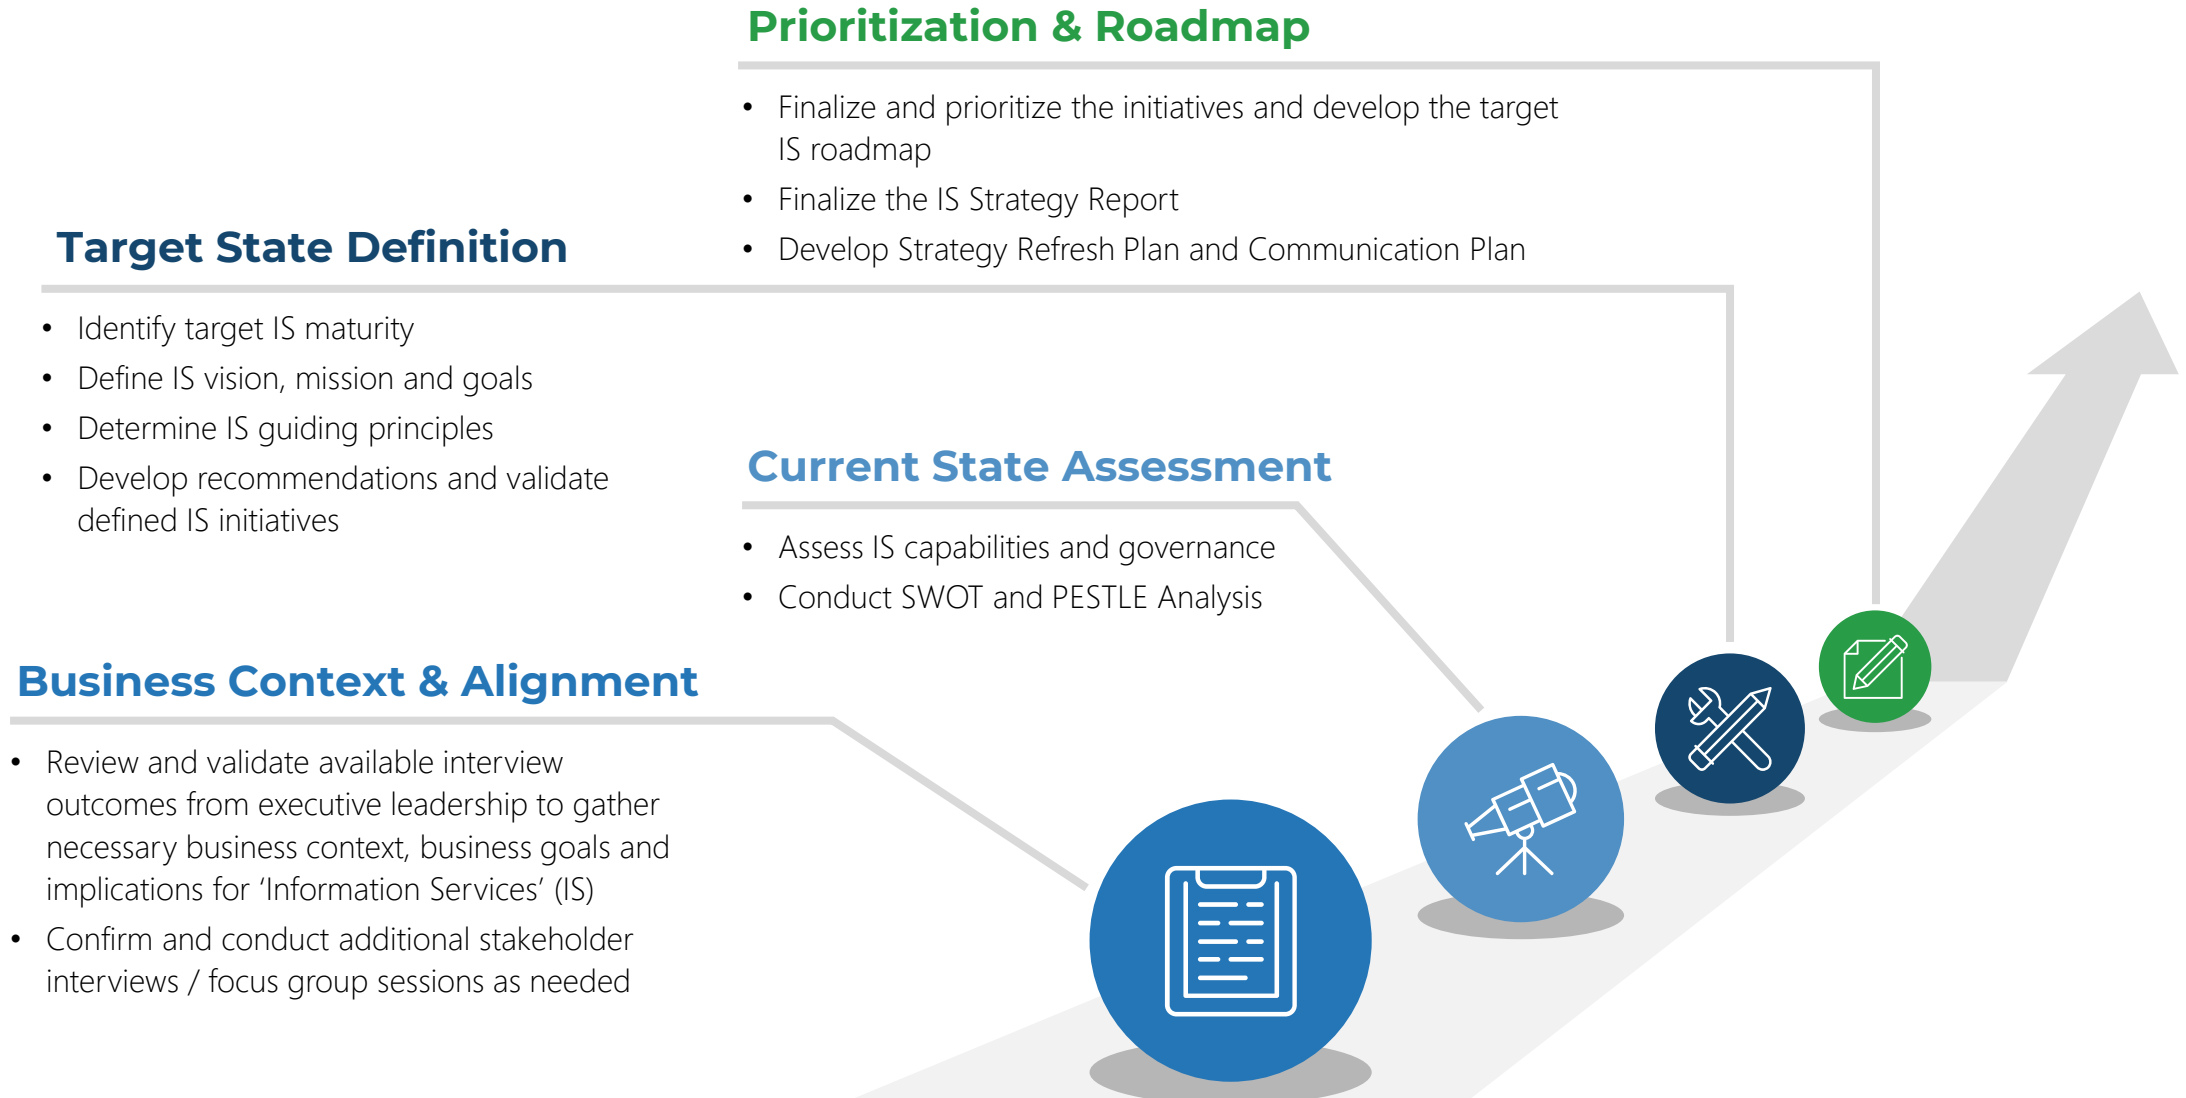 Prioritization & Roadmap
• Finalize and prioritize the initiatives and develop the target
IS roadmap
• Finalize the IS Strategy Report
• Develop Strategy Refresh Plan and Communication Plan
Target State Definition
• Identify target IS maturity
• Define IS vision, mission and goals
• Determine IS guiding principles
• Develop recommendations and validate
defined IS initiatives
Current State Assessment
• Assess IS capabilities and governance
• Conduct SWOT and PESTLE Analysis
Business Context & Alignment
• Review and validate available interview
outcomes from executive leadership to gather
necessary business context, business goals and
implications for ‘Information Services’ (IS)
• Confirm and conduct additional stakeholder
interviews / focus group sessions as needed